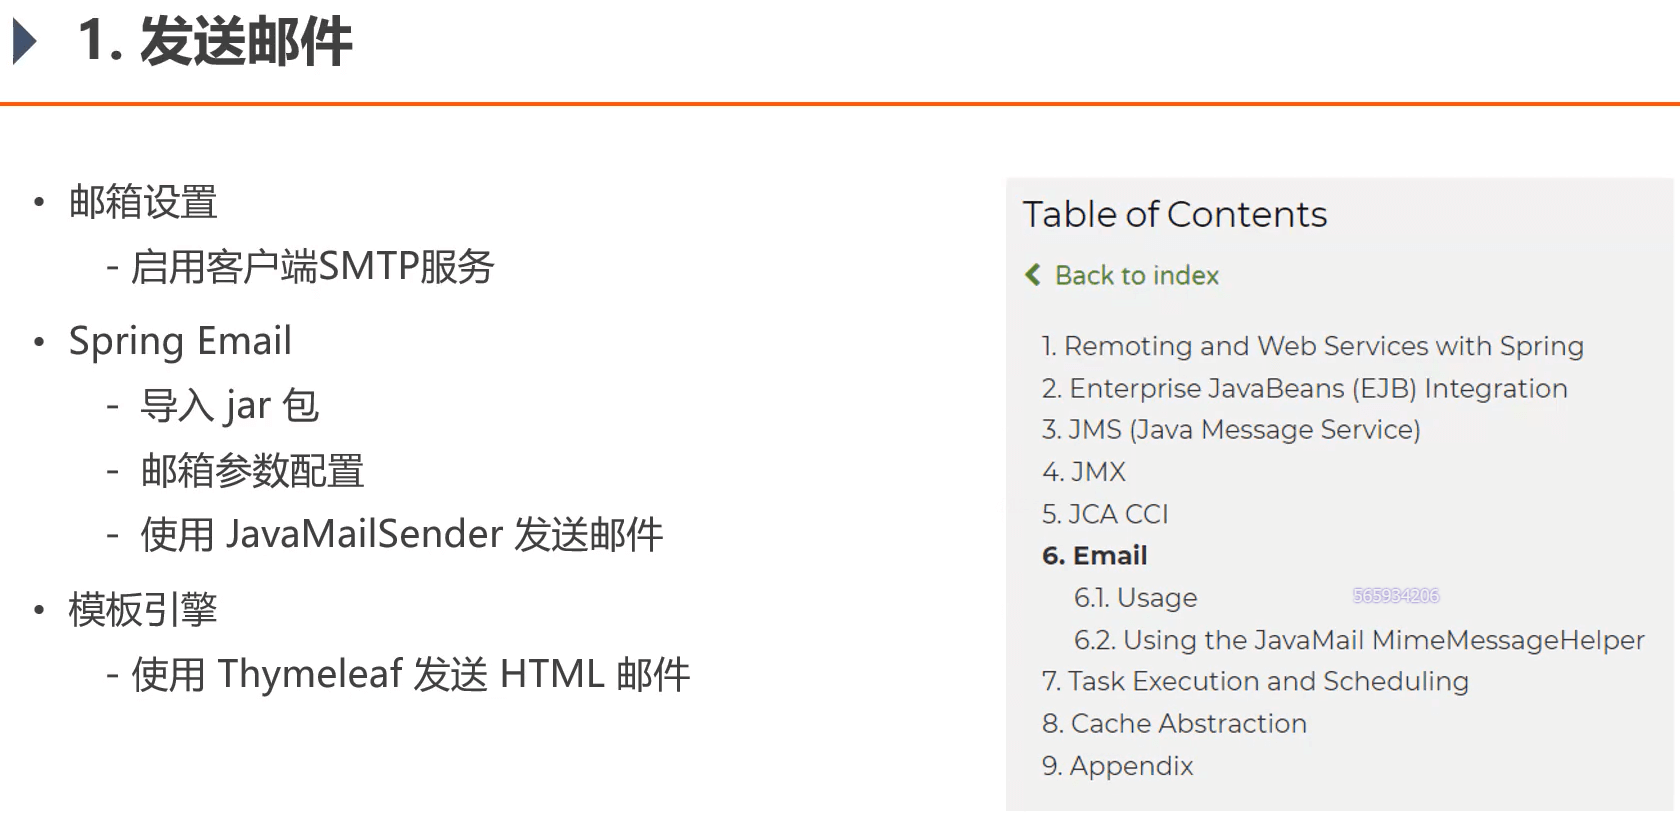 1. 发送邮件
• 邮箱设置
- 启用客户端SMTP服务
• Spring Email
- 导入 jar 包
- 邮箱参数配置
- 使用 JavaMailSender 发送邮件
• 模板引擎
- 使用 Thymeleaf 发送 HTML 邮件
Table of Contents
Back to index
1. Remoting and Web Services with Spring
2. Enterprise JavaBeans (EJB) Integration
3. JMS (Java Message Service)
4. JMX
5. JCA CCI
6. Email
6.1. Usage
565934206
6.2. Using the JavaMail MimeMessageHelper
7. Task Execution and Scheduling
8. Cache Abstraction
9. Appendix